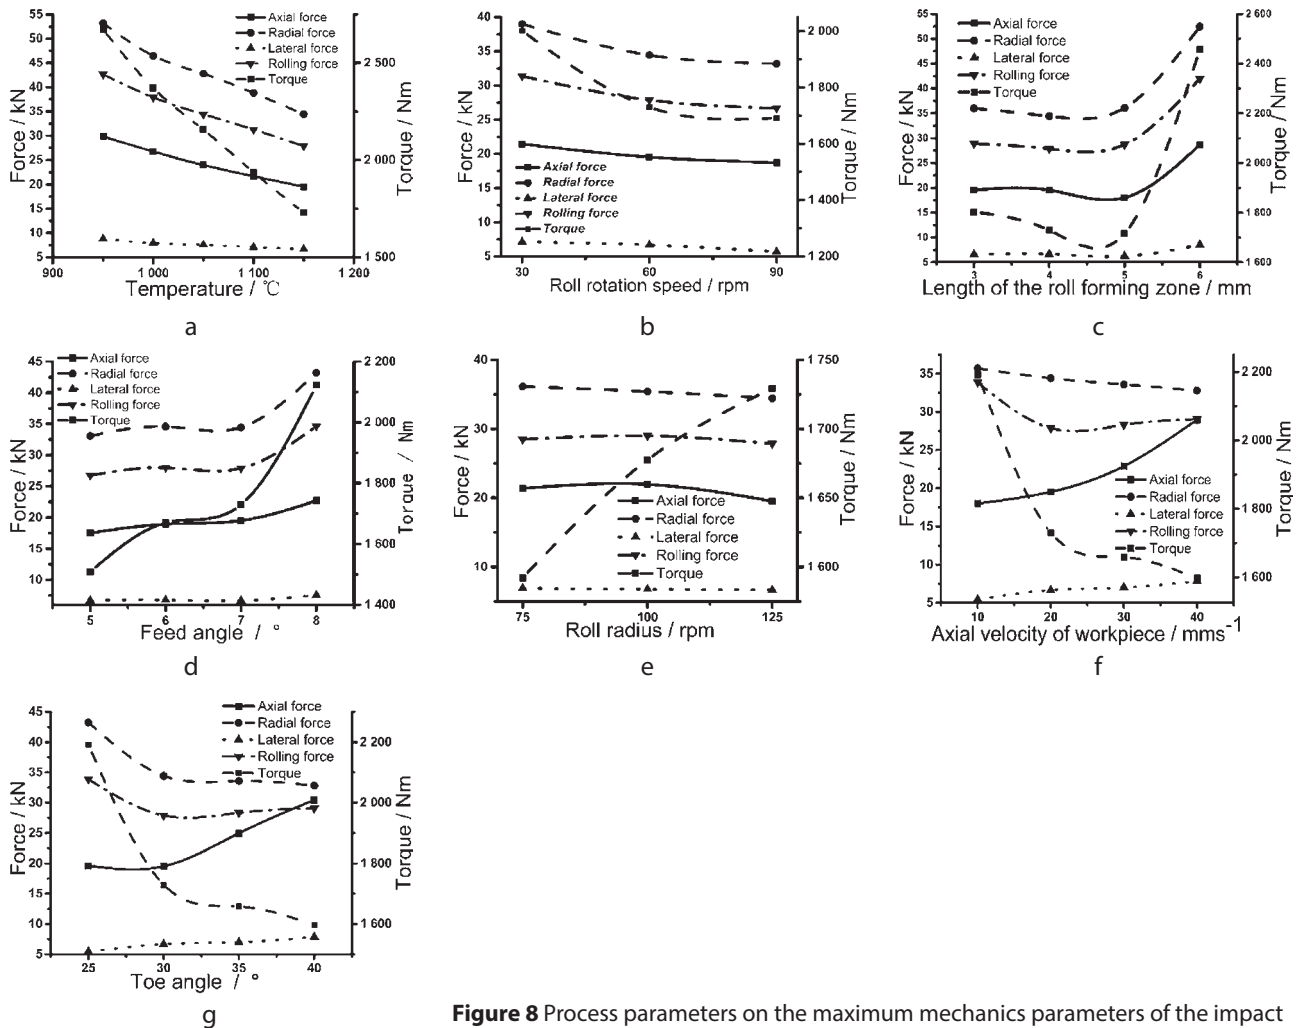 Axial force
Radial force
Lateral force
Rolling force
Torque
Force / kN
Torque / Nm
55
50
45
40
35
30
25
20
15
10
5
2 500
2 000
1 500
900
1 000
1 100
1 200
Temperature / ℃
a
Axial force
Radial force
Lateral force
Rolling force
Torque
Force / kN
Torque / Nm
40
35
30
25
20
15
10
5
2 000
1 800
1 600
1 400
1 200
30
60
90
Roll rotation speed / rpm
b
Axial force
Radial force
Lateral force
Rolling force
Torque
Force / kN
Torque / Nm
55
50
45
40
35
30
25
20
15
10
5
2 600
2 400
2 200
2 000
1 800
1 600
3
4
5
6
Length of the roll forming zone / mm
c
Axial force
Radial force
Lateral force
Rolling force
Torque
Force / kN
Torque / Nm
45
40
35
30
25
20
15
10
2 200
2 000
1 800
1 600
1 400
5
6
7
8
Feed angle / °
d
Axial force
Radial force
Lateral force
Rolling force
Torque
Force / kN
Torque / Nm
40
30
20
10
1 750
1 700
1 650
1 600
75
100
125
Roll radius / rpm
e
Axial force
Radial force
Lateral force
Rolling force
Torque
Force / kN
Torque / Nm
35
30
25
20
15
10
5
2 200
2 000
1 800
1 600
10
20
30
40
Axial velocity of workpiece / mms-1
f
Axial force
Radial force
Lateral force
Rolling force
Torque
Force / kN
Torque / Nm
45
40
35
30
25
20
15
10
5
2 200
2 000
1 800
1 600
25
30
35
40
Toe angle / °
g
Figure 8 Process parameters on the maximum mechanics parameters of the impact